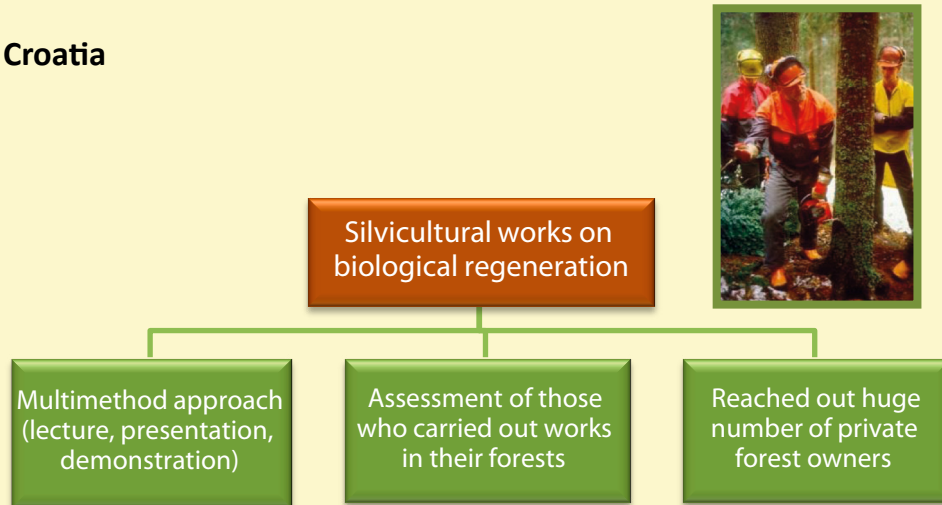 Croatia
Silvicultural works on
biological regeneration
Multimethod approach
(lecture, presentation,
demonstration)
Assessment of those
who carried out works
in their forests
Reached out huge
number of private
forest owners